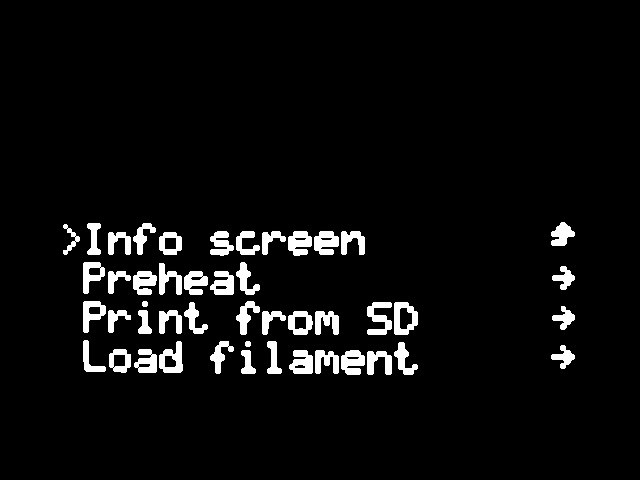 >Info screen ⬏
Preheat →
Print from SD →
Load filament →